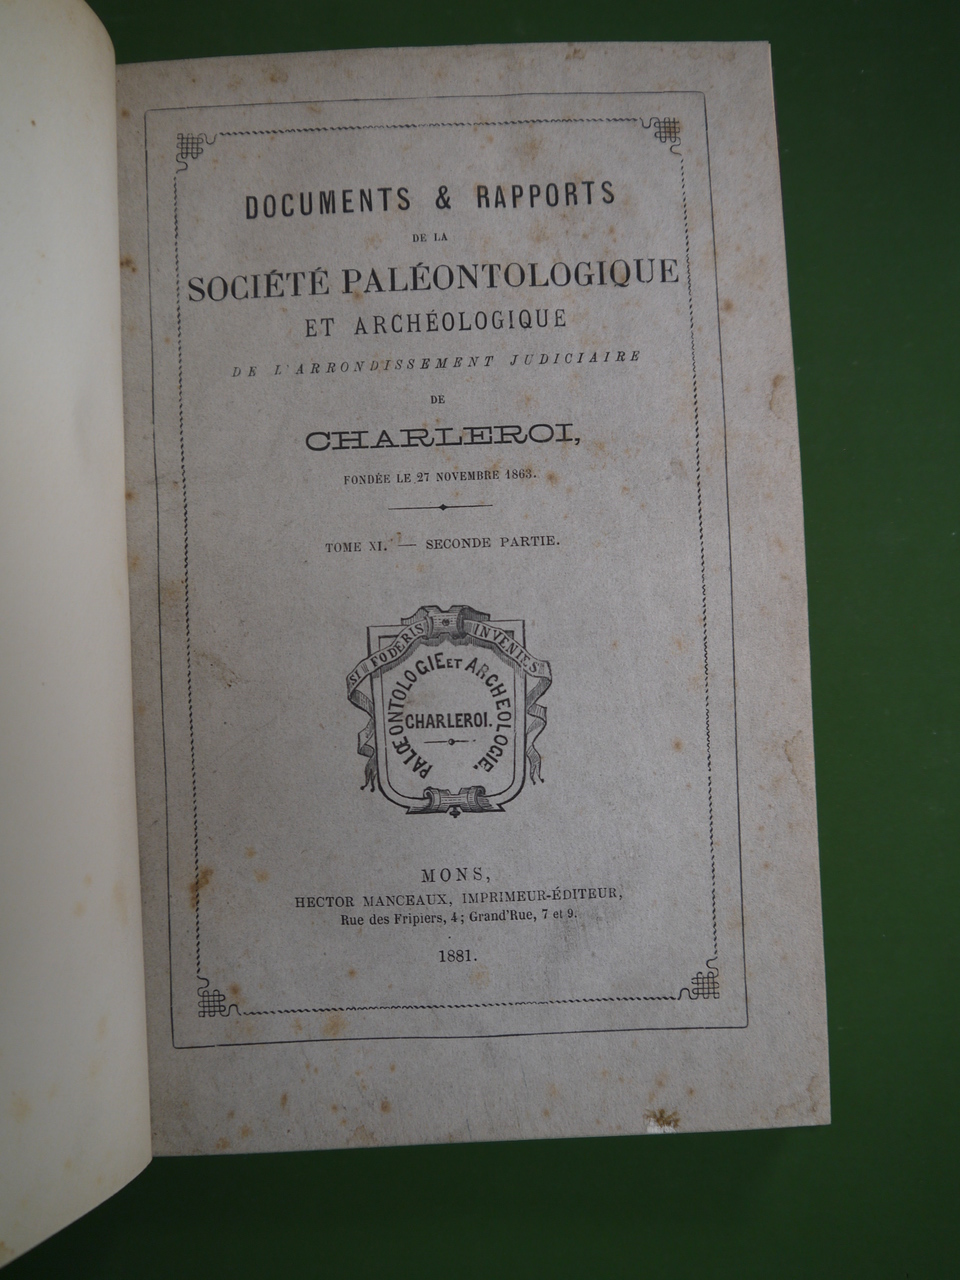 DOCUMENTS & RAPPORTS
DE LA
SOCIÉTÉ PALÉONTOLOGIQUE
ET ARCHÉOLOGIQUE
DE L'ARRONDISSEMENT JUDICIAIRE
DE
CHARLEROI,
FONDÉE LE 27 NOVEMBRE 1863.
TOME XI. — SECONDE PARTIE.
SI FODERIS INVENIES
PALŒONTOLOGIE ET ARCHEOLOGIE.
CHARLEROI.
MONS,
HECTOR MANCEAUX, IMPRIMEUR-ÉDITEUR,
Rue des Fripiers, 4; Grand'Rue, 7 et 9.
1881.